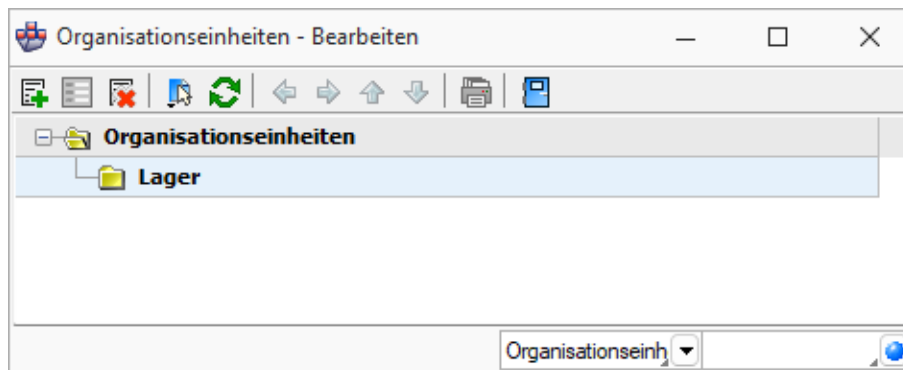 Organisationseinheiten - Bearbeiten
Organisationseinheiten
Lager
Organisationseinh